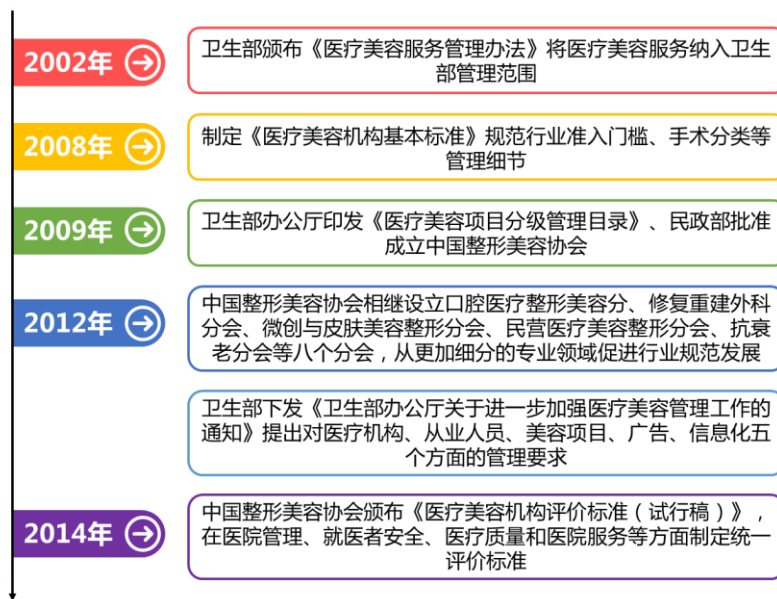 2002年
卫生部颁布《医疗美容服务管理办法》将医疗美容服务纳入卫生
部管理范围
2008年
制定《医疗美容机构基本标准》规范行业准入门槛、手术分类等
管理细节
2009年
卫生部办公厅印发《医疗美容项目分级管理目录》、民政部批准
成立中国整形美容协会
2012年
中国整形美容协会相继设立口腔医疗整形美容分、修复重建外科
分会、微创与皮肤美容整形分会、民营医疗美容整形分会、抗衰
老分会等八个分会，从更加细分的专业领域促进行业规范发展
卫生部下发《卫生部办公厅关于进一步加强医疗美容管理工作的
通知》提出对医疗机构、从业人员、美容项目、广告、信息化五
个方面的管理要求
2014年
中国整形美容协会颁布《医疗美容机构评价标准（试行稿）》，
在医院管理、就医者安全、医疗质量和医院服务等方面制定统一
评价标准